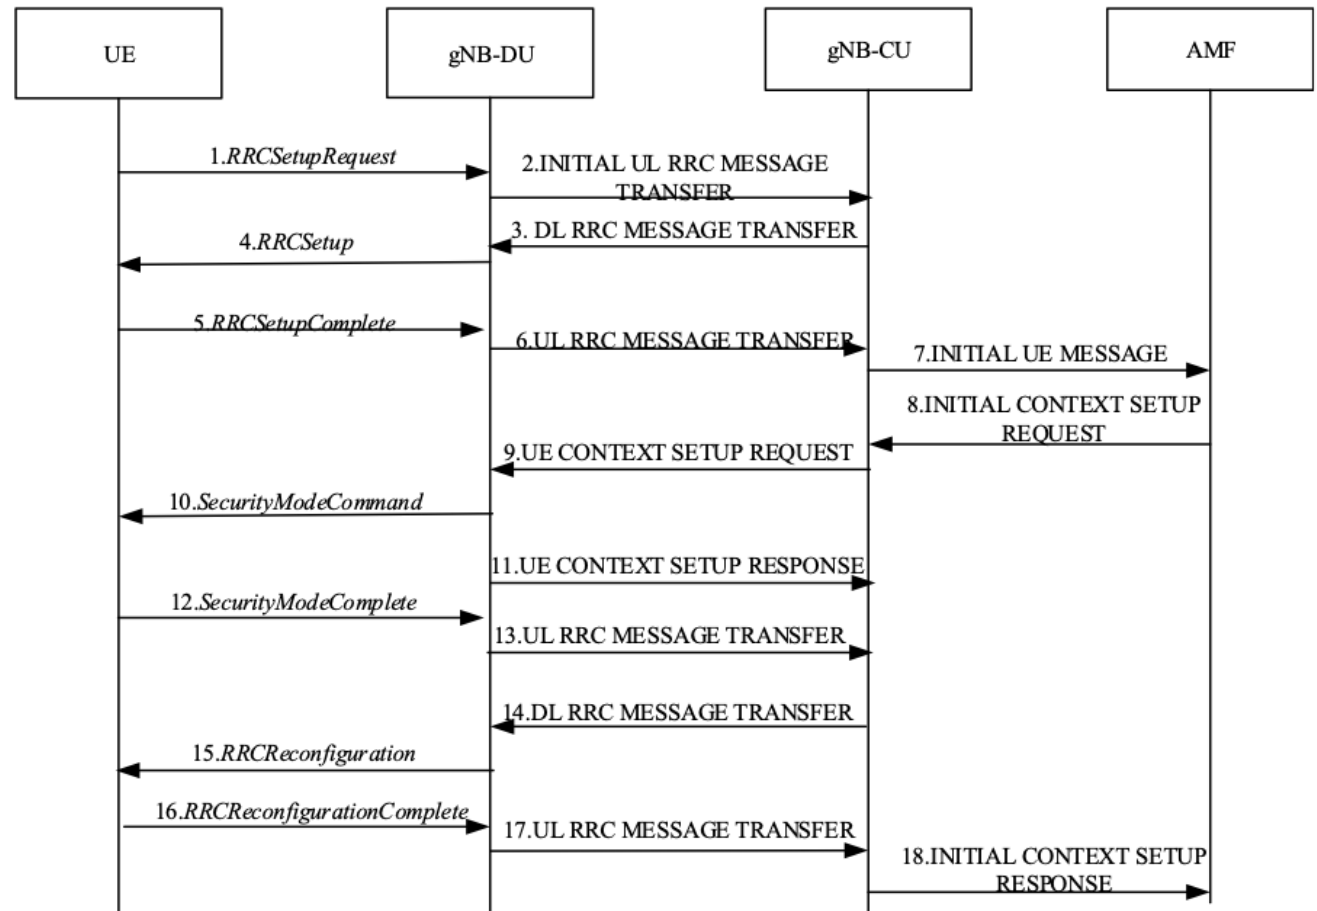 UE
gNB-DU
gNB-CU
AMF
1.RRCSetupRequest
2.INITIAL UL RRC MESSAGE
TRANSFER
3. DL RRC MESSAGE TRANSFER
4.RRCSetup
5.RRCSetupComplete
6.UL RRC MESSAGE TRANSFER
7.INITIAL UE MESSAGE
8.INITIAL CONTEXT SETUP
REQUEST
9.UE CONTEXT SETUP REQUEST
10.SecurityModeCommand
11.UE CONTEXT SETUP RESPONSE
12.SecurityModeComplete
13.UL RRC MESSAGE TRANSFER
14.DL RRC MESSAGE TRANSFER
15.RRCReconfiguration
16.RRCReconfigurationComplete
17.UL RRC MESSAGE TRANSFER
18.INITIAL CONTEXT SETUP
RESPONSE